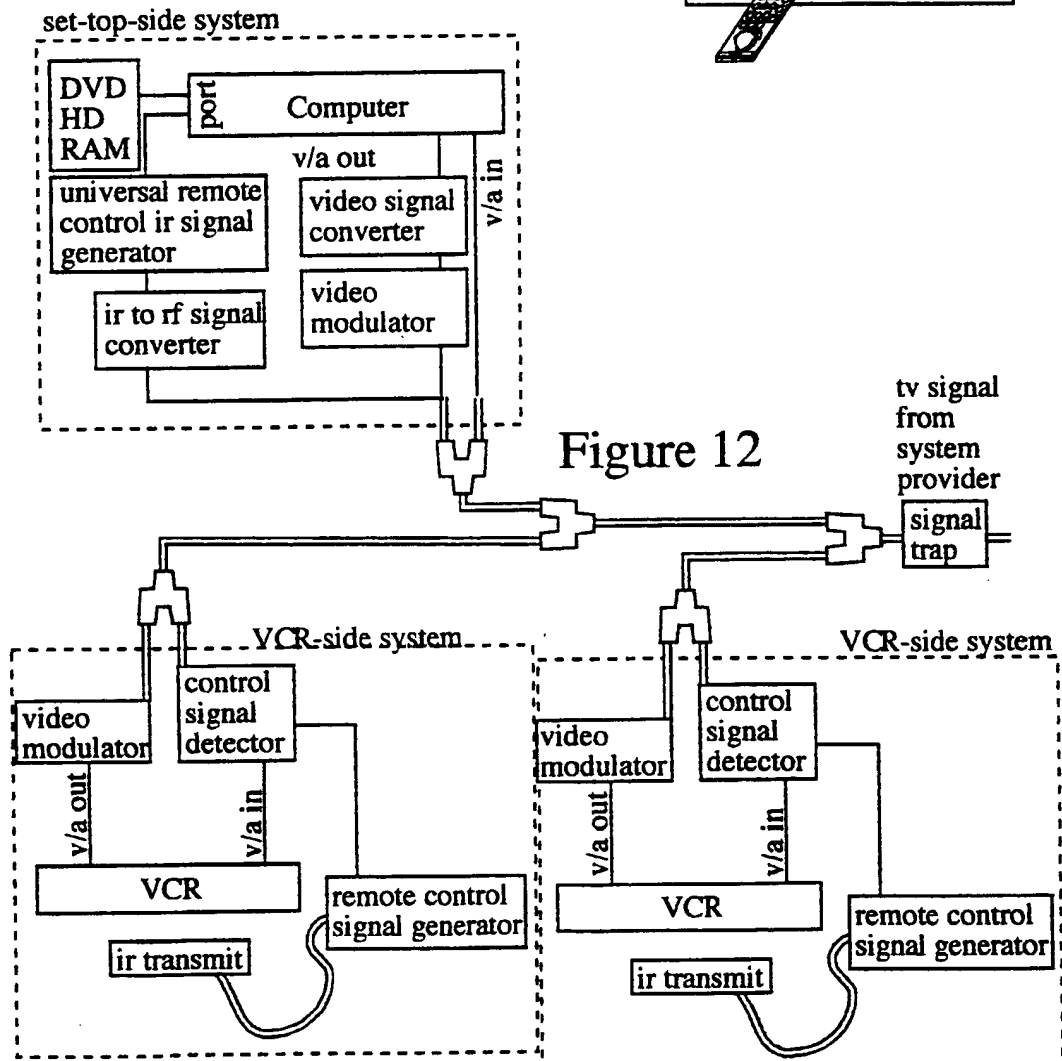 set-top-side system
DVD
HD
RAM
port
Computer
v/a out
v/a in
universal remote
control ir signal
generator
video signal
converter
ir to rf signal
converter
video
modulator
Figure 12
tv signal
from
system
provider
signal
trap
VCR-side system
video
modulator
control
signal
detector
v/a out
v/a in
VCR
remote control
signal generator
ir transmit
VCR-side system
video
modulator
control
signal
detector
v/a out
v/a in
VCR
remote control
signal generator
ir transmit